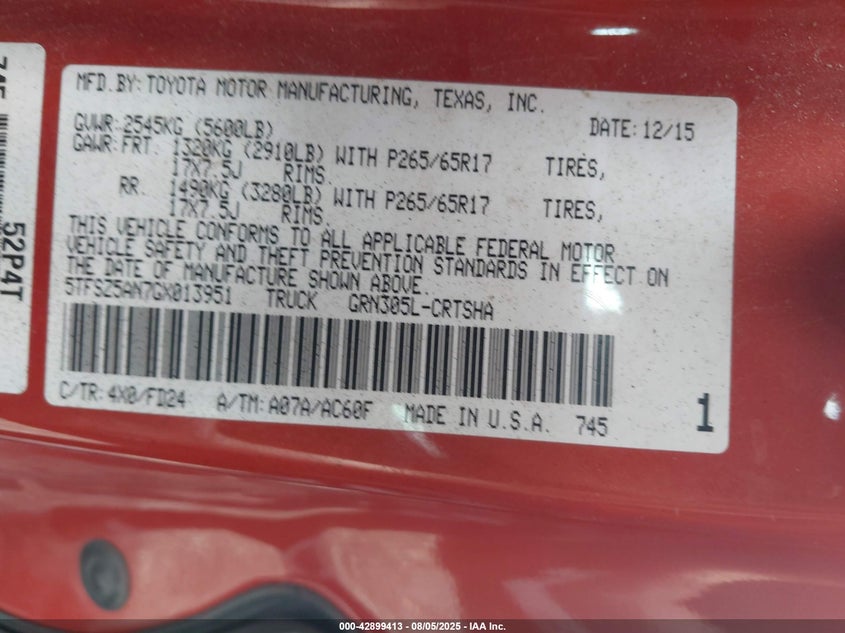 MFD.BY: TOYOTA MOTOR MANUFACTURING, TEXAS, INC.
GVWR: 2545KG (5600LB) DATE: 12/15
GAWR: FRT. 1320KG (2910LB) WITH P265/65R17 TIRES,
17X7.5J RIMS.
RR. 1490KG (3280LB) WITH P265/65R17 TIRES,
17X7.5J RIMS.
THIS VEHICLE CONFORMS TO ALL APPLICABLE FEDERAL MOTOR
VEHICLE SAFETY AND THEFT PREVENTION STANDARDS IN EFFECT ON
THE DATE OF MANUFACTURE SHOWN ABOVE.
5TFSZ5AN7GX013951 TRUCK GRN305L-CRTSHA
C/TR: 4X0/FD24 A/TM: A07A/AC60F MADE IN U.S.A. 745 1
52P4T
000-42899413 - 08/05/2025 - IAA Inc.